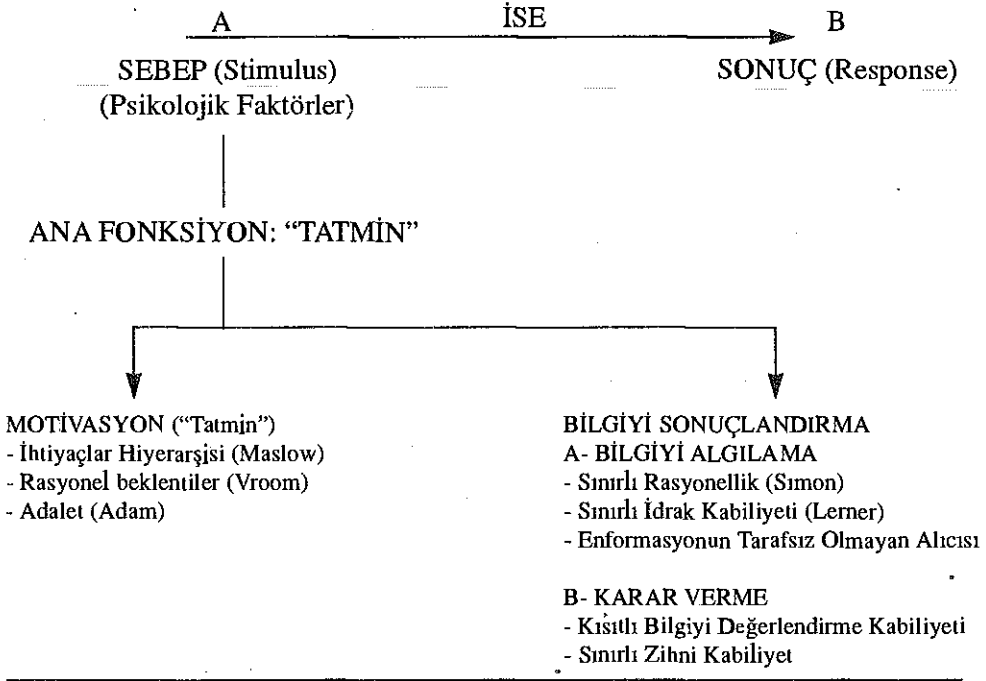 A İSE B
SEBEP (Stimulus) SONUÇ (Response)
(Psikolojik Faktörler)
ANA FONKSİYON: “TATMİN”
MOTİVASYON (“Tatmin”)
- İhtiyaçlar Hiyerarşisi (Maslow)
- Rasyonel beklentiler (Vroom)
- Adalet (Adam)
BİLGİYİ SONUÇLANDIRMA
A- BİLGİYİ ALGILAMA
- Sınırlı Rasyonellik (Sımon)
- Sınırlı İdrak Kabiliyeti (Lerner)
- Enformasyonun Tarafsız Olmayan Alıcısı
B- KARAR VERME
- Kısıtlı Bilgiyi Değerlendirme Kabiliyeti
- Sınırlı Zihni Kabiliyet